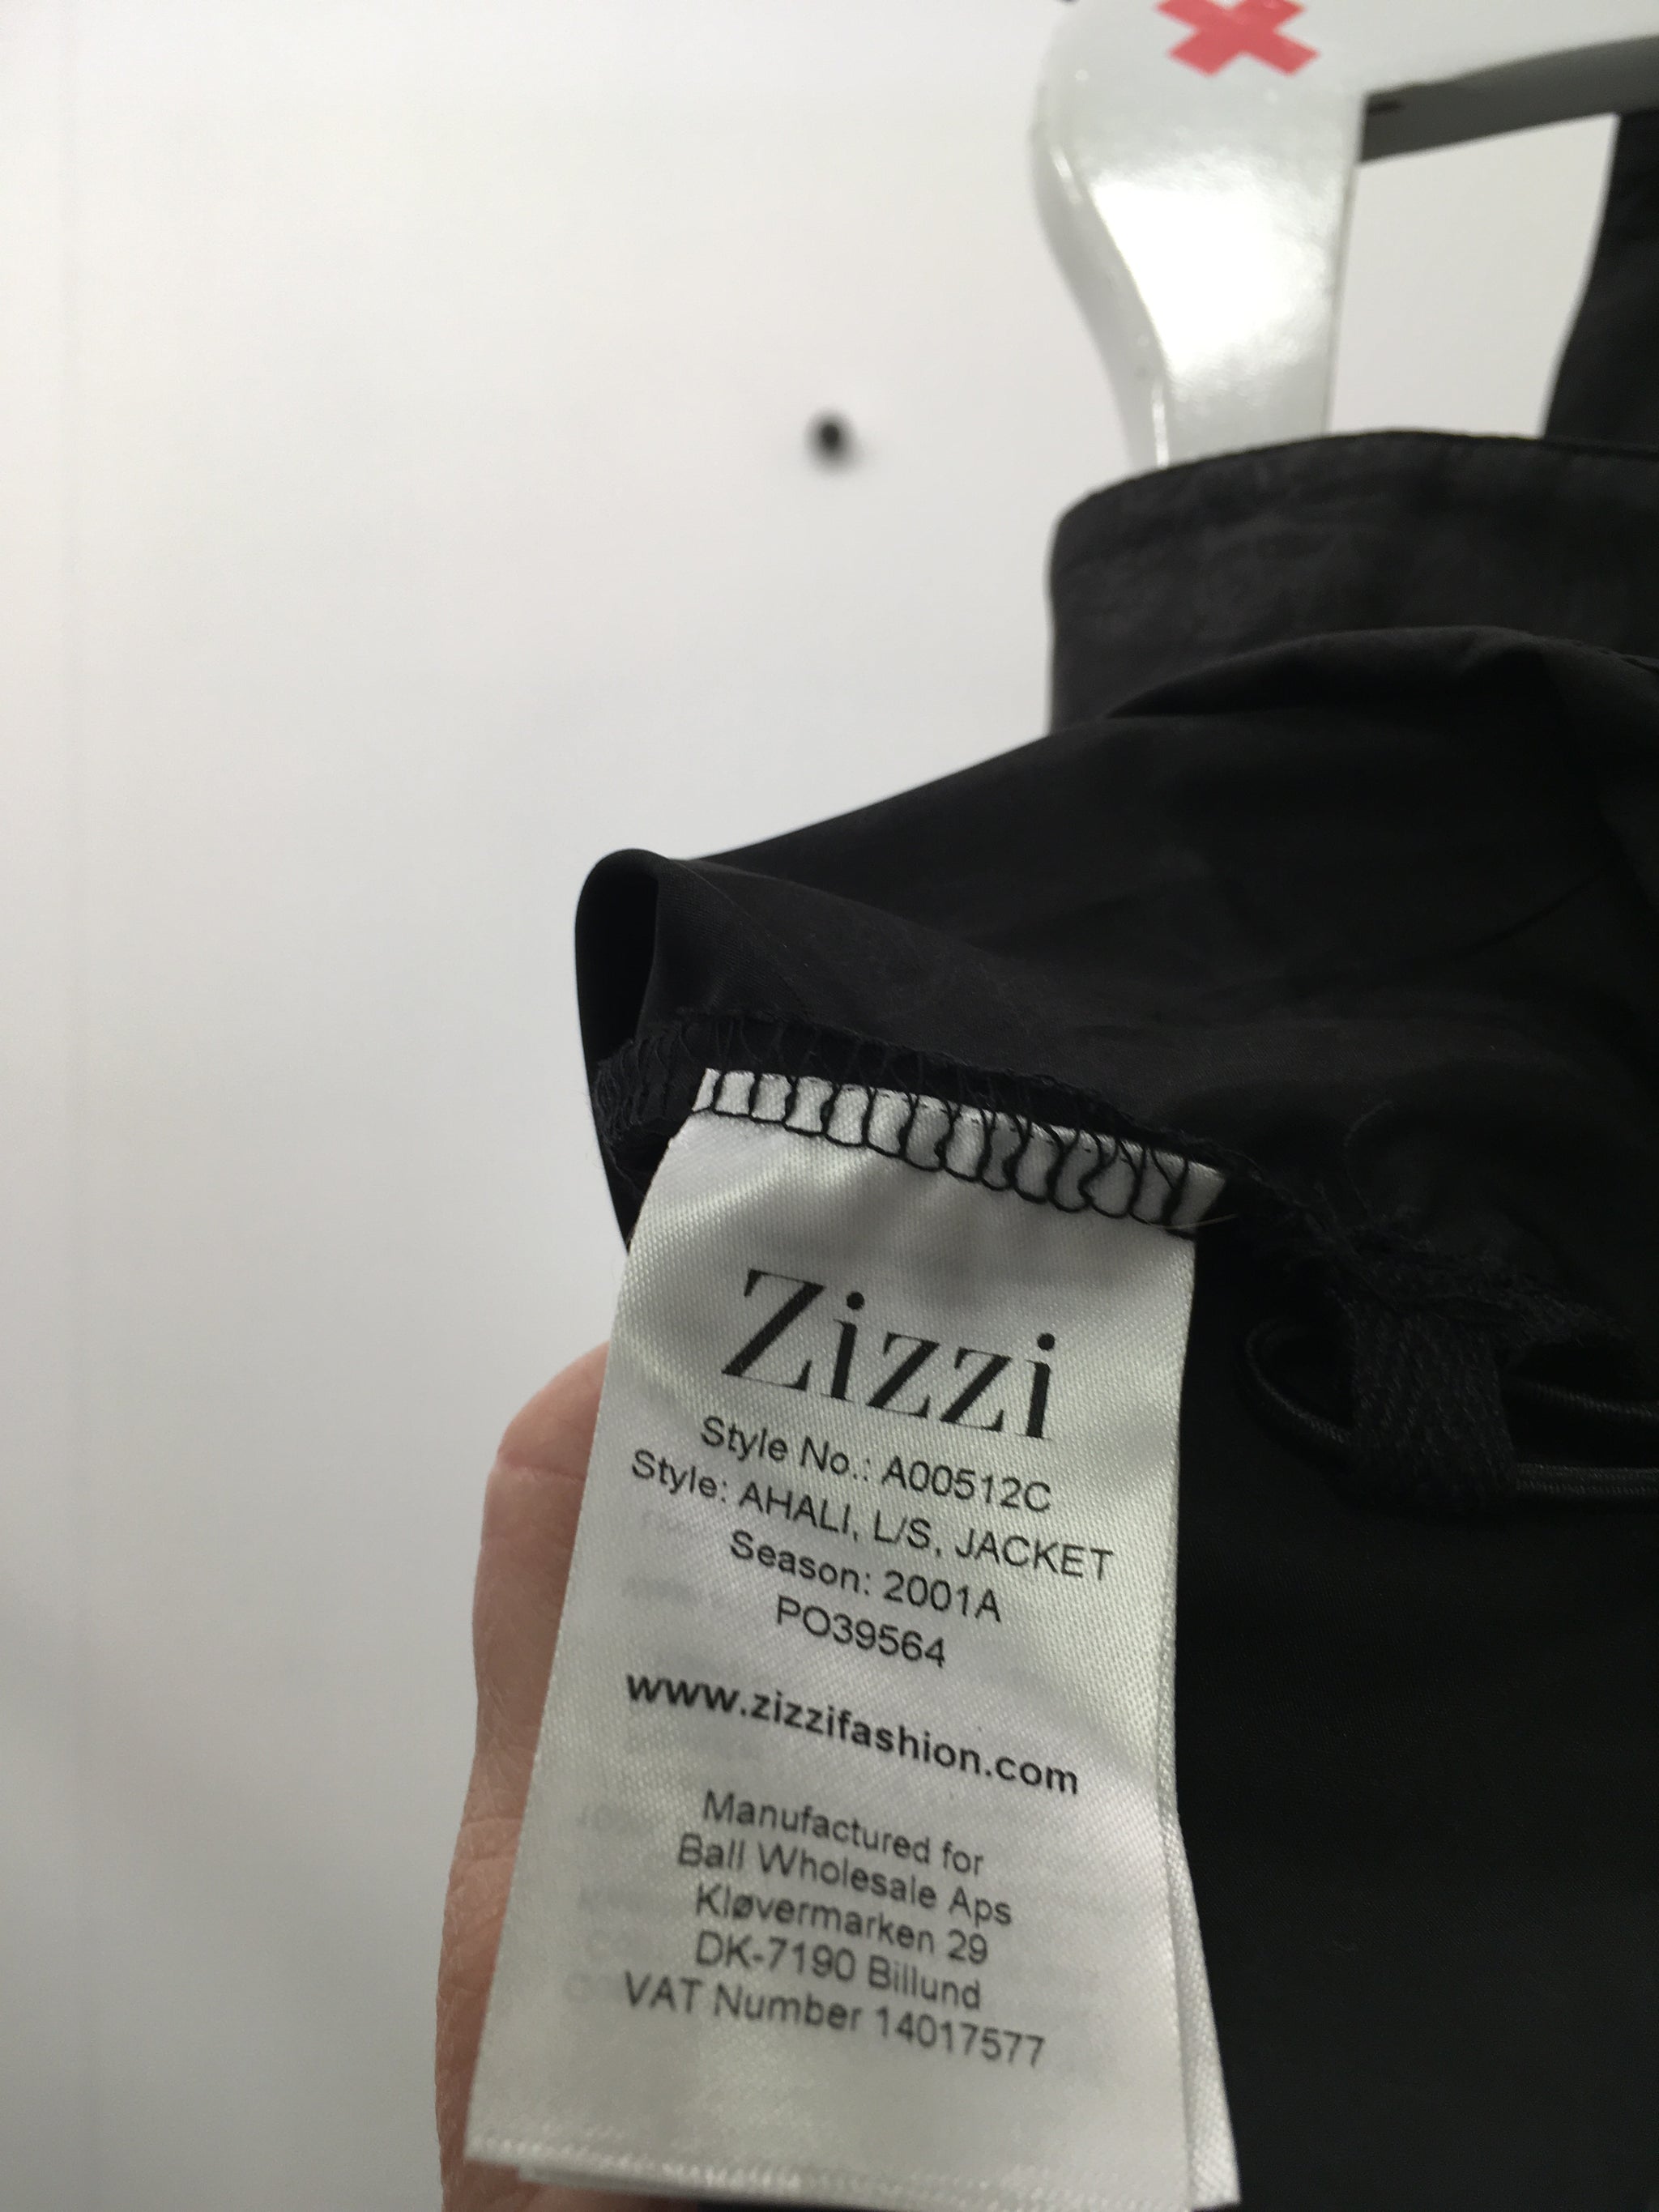 Zizzi
Style No.: A00512C
Style: AHALI, L/S, JACKET
Season: 2001A
PO39564
www.zizzifashion.com
Manufactured for
Ball Wholesale Aps
Kløvermarken 29
DK-7190 Billund
VAT Number 14017577